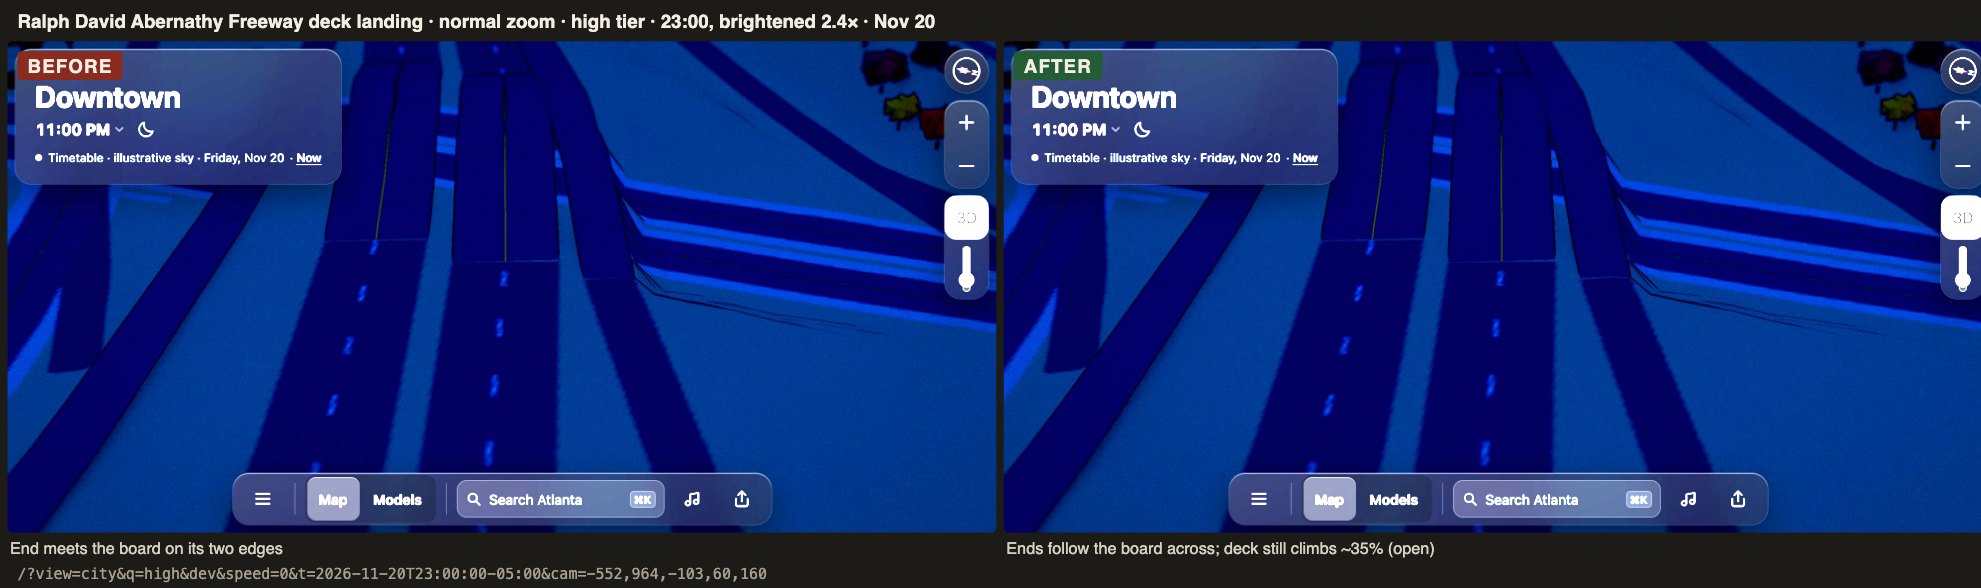 Ralph David Abernathy Freeway deck landing · normal zoom · high tier · 23:00, brightened 2.4× · Nov 20
BEFORE
Downtown
11:00 PM
Timetable · illustrative sky · Friday, Nov 20 · Now
+
−
3D
Map Models Search Atlanta ⌘K
End meets the board on its two edges
AFTER
Downtown
11:00 PM
Timetable · illustrative sky · Friday, Nov 20 · Now
+
−
3D
Map Models Search Atlanta ⌘K
Ends follow the board across; deck still climbs ~35% (open)
/?view=city&q=high&dev&speed=0&t=2026-11-20T23:00:00-05:00&cam=-552,964,-103,60,160